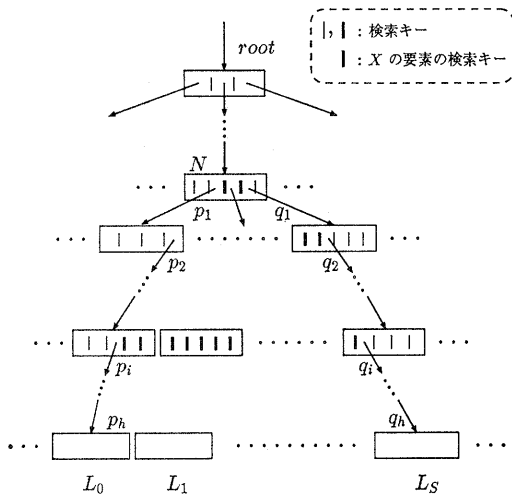 |, | : 検索キー
| : X の要素の検索キー
root
N
p1 q1
p2 q2
pi qi
ph qh
L0 L1 LS